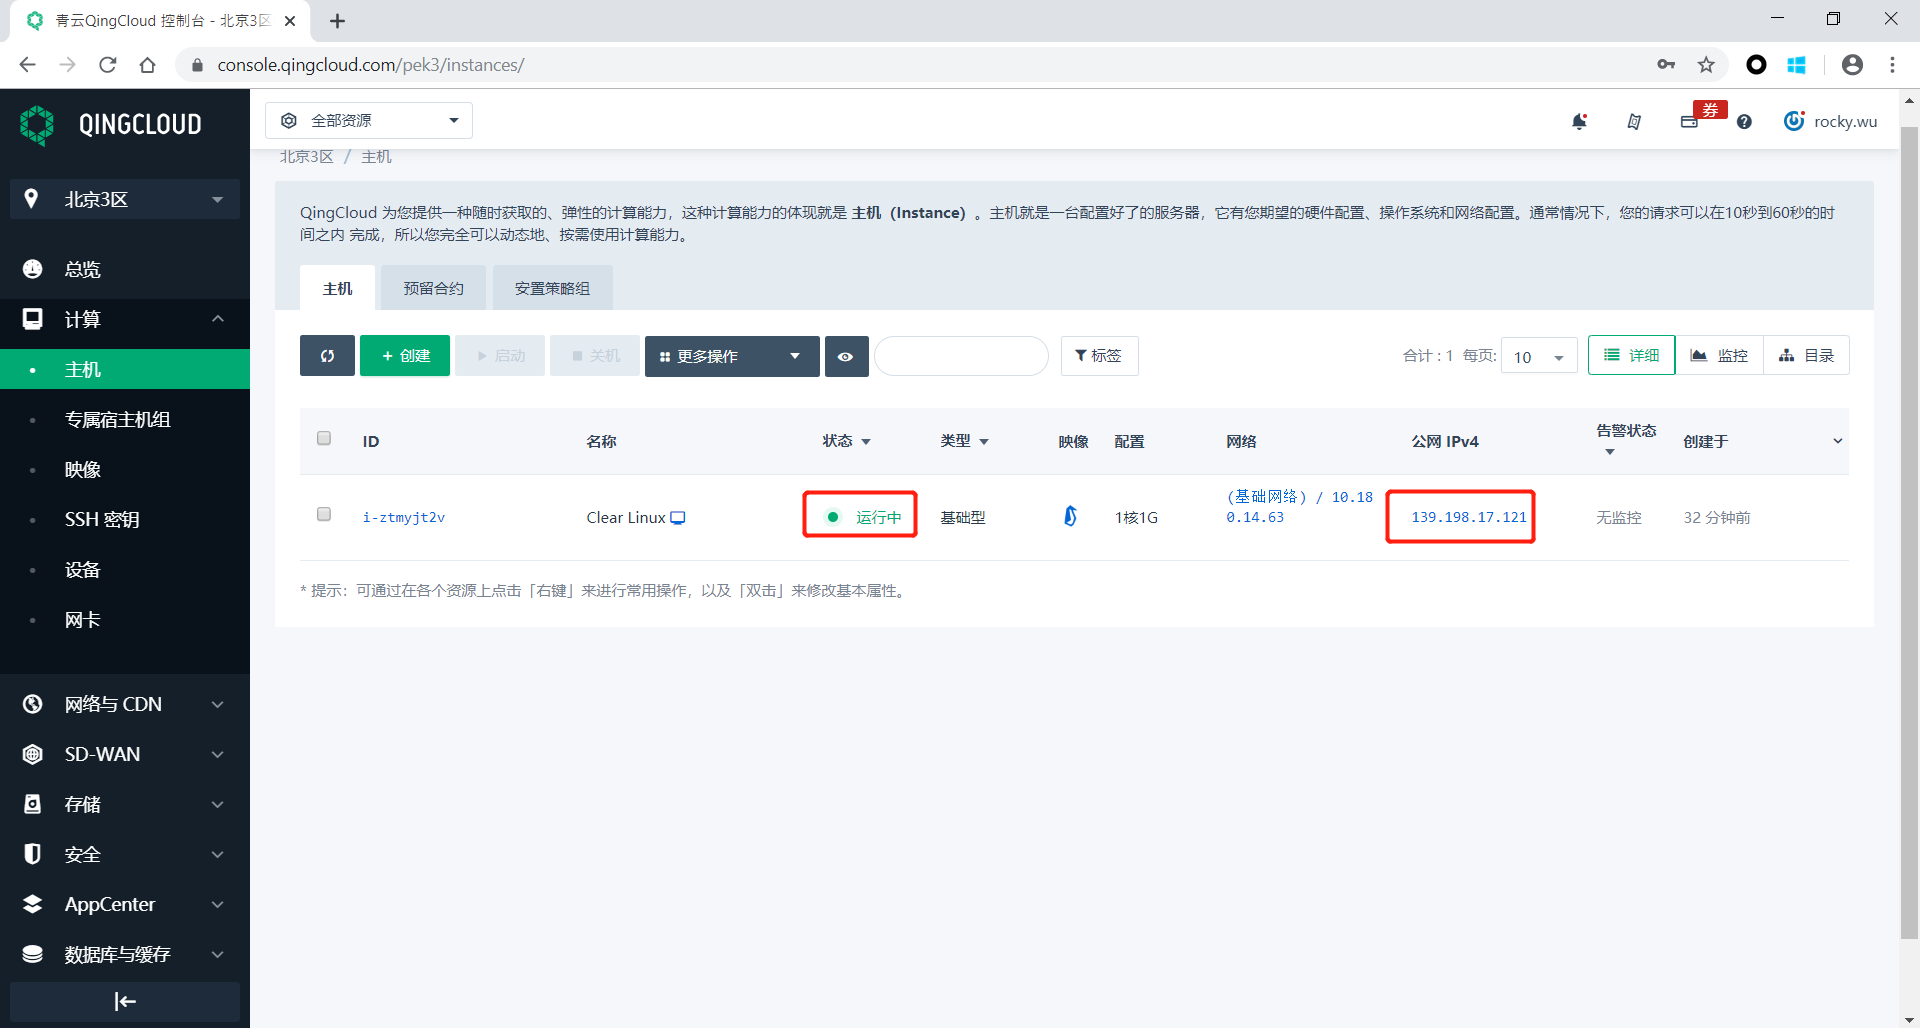 青云QingCloud 控制台 - 北京3区
console.qingcloud.com/pek3/instances/
QINGCLOUD
全部资源
券
rocky.wu
北京3区 / 主机
北京3区
QingCloud 为您提供一种随时获取的、弹性的计算能力，这种计算能力的体现就是 主机（Instance）。主机就是一台配置好了的服务器，它有您期望的硬件配置、操作系统和网络配置。通常情况下，您的请求可以在10秒到60秒的时
间之内 完成，所以您完全可以动态地、按需使用计算能力。
总览
计算
主机
专属宿主机组
映像
SSH 密钥
设备
网卡
网络与 CDN
SD-WAN
存储
安全
AppCenter
数据库与缓存
主机 预留合约 安置策略组
+ 创建 启动 关机 更多操作 标签 合计 : 1 每页: 10 详细 监控 目录
ID 名称 状态 类型 映像 配置 网络 公网 IPv4 告警状态 创建于
i-ztmyjt2v Clear Linux 运行中 基础型 1核1G (基础网络) / 10.18
0.14.63 139.198.17.121 无监控 32 分钟前
* 提示：可通过在各个资源上点击「右键」来进行常用操作，以及「双击」来修改基本属性。